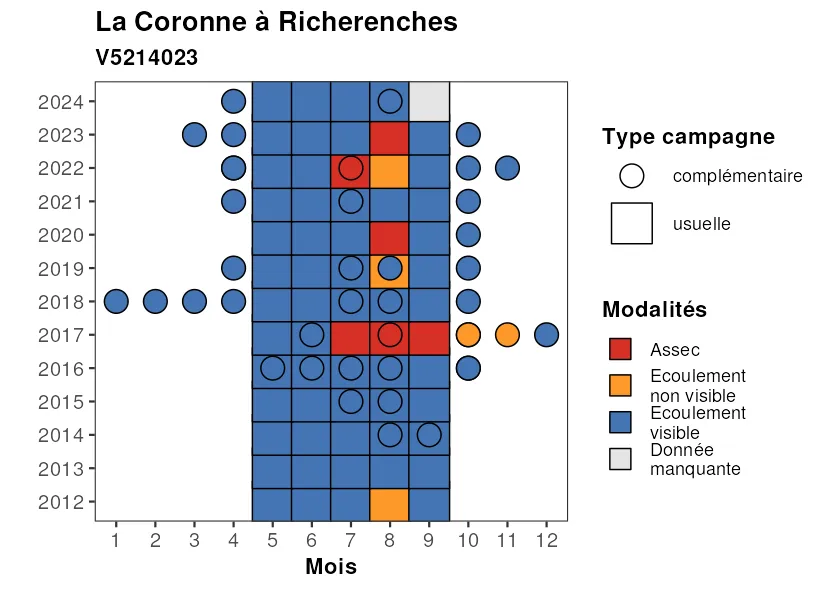 La Coronne à Richerenches
V5214023
2024
2023
2022
2021
2020
2019
2018
2017
2016
2015
2014
2013
2012
1 2 3 4 5 6 7 8 9 10 11 12
Mois
Type campagne
complémentaire
usuelle
Modalités
Assec
Ecoulement
non visible
Ecoulement
visible
Donnée
manquante